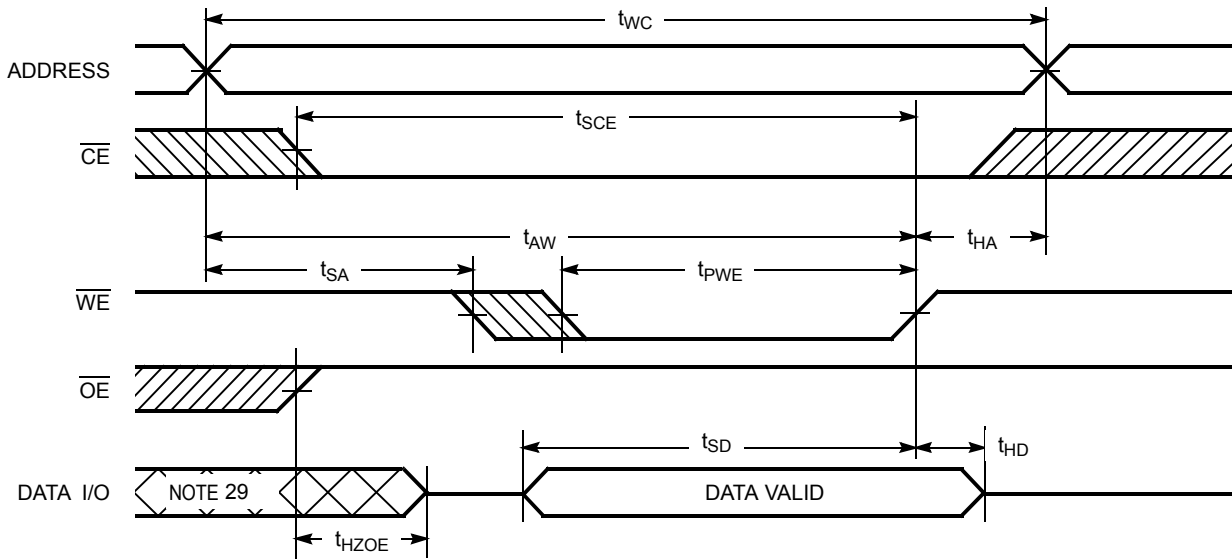 tWC
ADDRESS
tSCE
CE
tAW
tHA
tSA
tPWE
WE
OE
tSD
tHD
DATA I/O
NOTE 29
DATA VALID
tHZOE